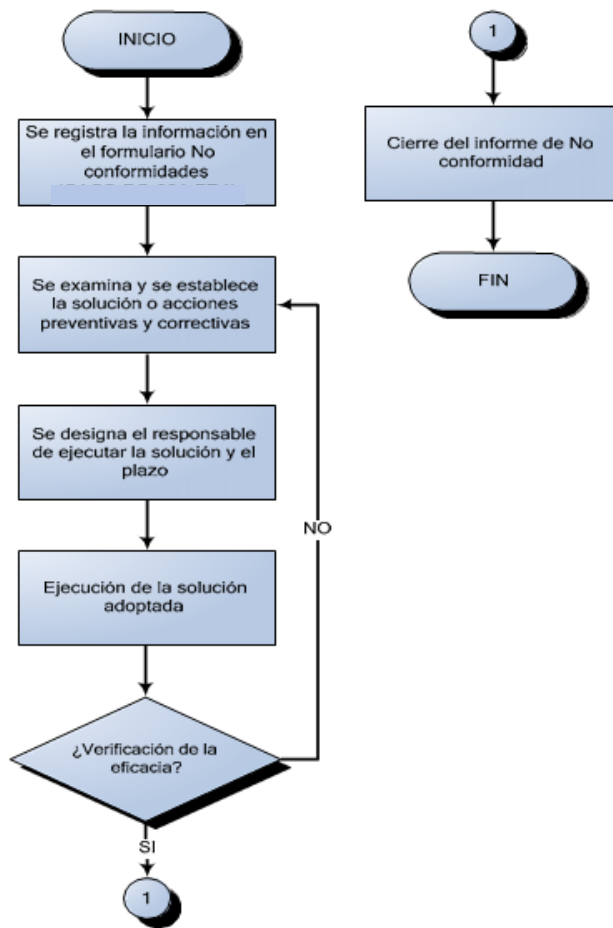 INICIO
Se registra la información en
el formulario No
conformidades
Se examina y se establece
la solución o acciones
preventivas y correctivas
Se designa el responsable
de ejecutar la solución y el
plazo
Ejecución de la solución
adoptada
NO
¿Verificación de la
eficacia?
SI
1
1
Cierre del informe de No
conformidad
FIN